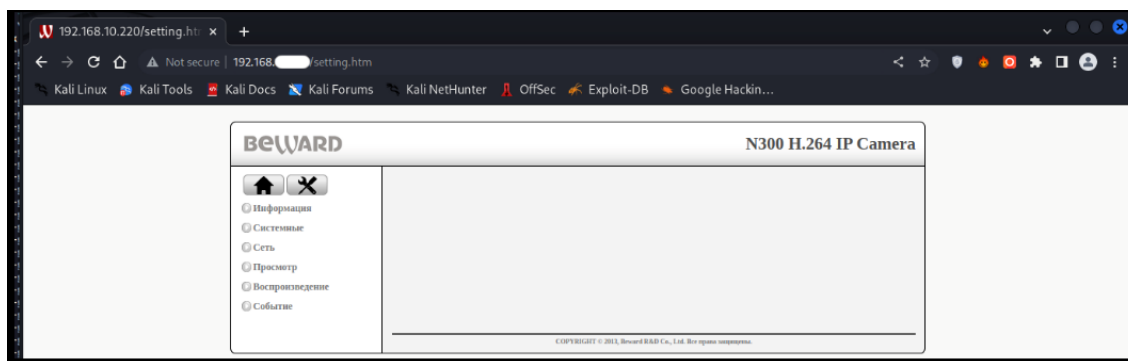 192.168.10.220/setting.ht
Not secure 192.168. /setting.htm
Kali Linux Kali Tools Kali Docs Kali Forums Kali NetHunter OffSec Exploit-DB Google Hackin...
BEWARD N300 H.264 IP Camera
Информация
Системные
Сеть
Просмотр
Воспроизведение
Событие
COPYRIGHT © 2013, Beward R&D Co., Ltd. Все права защищены.